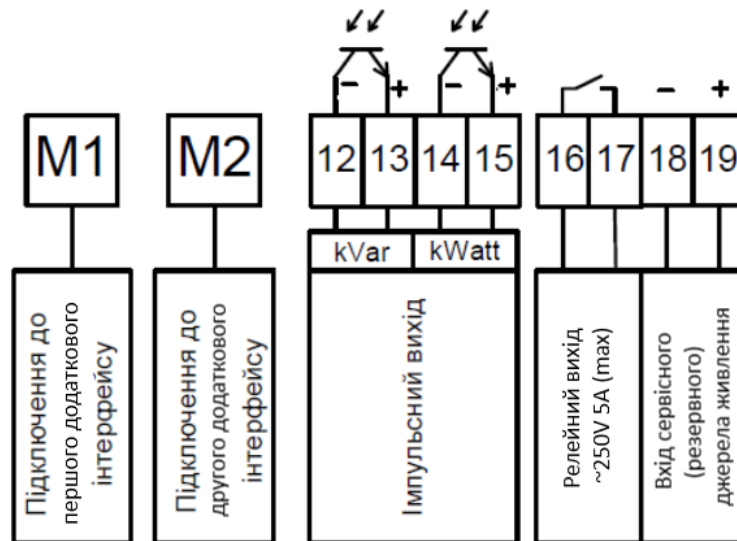 - + - + - +
M1 M2 12 13 14 15 16 17 18 19
kVar kWatt
Підключення до
першого додаткового
інтерфейсу
Підключення до
другого додаткового
інтерфейсу
Імпульсний вихід
Релейний вихід
~250V 5A (max)
Вхід сервісного
(резервного)
джерела живлення